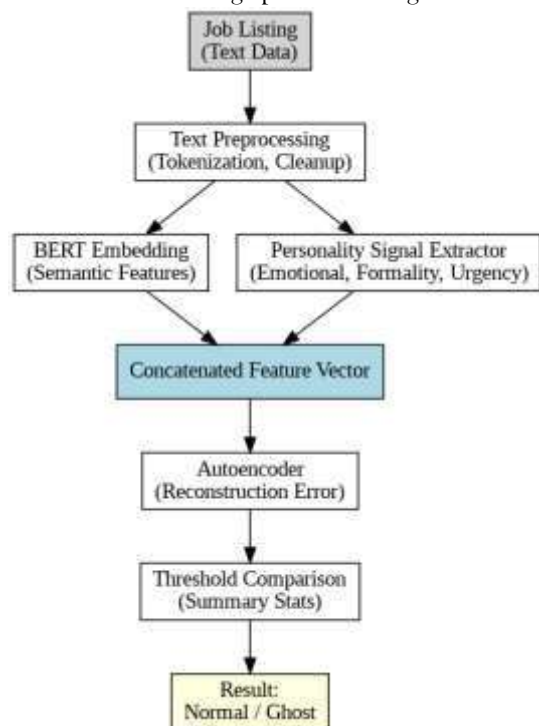 Job Listing
(Text Data)
Text Preprocessing
(Tokenization, Cleanup)
BERT Embedding
(Semantic Features)
Personality Signal Extractor
(Emotional, Formality, Urgency)
Concatenated Feature Vector
Autoencoder
(Reconstruction Error)
Threshold Comparison
(Summary Stats)
Result:
Normal / Ghost